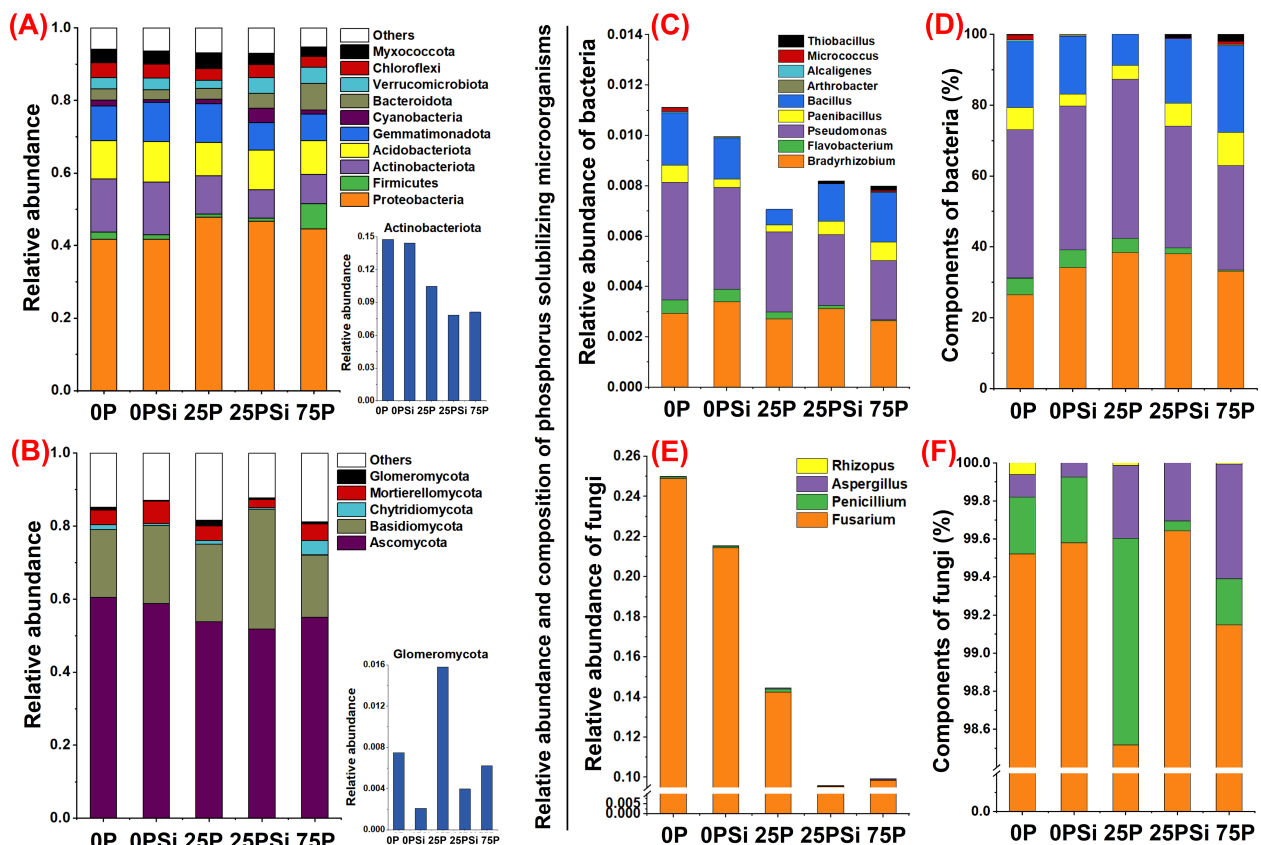 (A)
Relative abundance
1.0
0.8
0.6
0.4
0.2
0.0
0P 0PSi 25P 25PSi 75P
Others
Myxococcota
Chloroflexi
Verrucomicrobiota
Bacteroidota
Cyanobacteria
Gemmatimonadota
Acidobacteriota
Actinobacteriota
Firmicutes
Proteobacteria
Actinobacteriota
Relative abundance
0.15
0.12
0.09
0.06
0.03
0.00
0P 0PSi 25P 25PSi 75P
(B)
Relative abundance
1.0
0.8
0.6
0.4
0.2
0.0
0P 0PSi 25P 25PSi 75P
Others
Glomeromycota
Mortierellomycota
Chytridiomycota
Basidiomycota
Ascomycota
Glomeromycota
Relative abundance
0.016
0.012
0.008
0.004
0.000
0P 0PSi 25P 25PSi 75P
Relative abundance and composition of phosphorus solubilizing microorganisms
(C)
Relative abundance of bacteria
0.014
0.012
0.010
0.008
0.006
0.004
0.002
0.000
0P 0PSi 25P 25PSi 75P
Thiobacillus
Micrococcus
Alcaligenes
Arthrobacter
Bacillus
Paenibacillus
Pseudomonas
Flavobacterium
Bradyrhizobium
(D)
Components of bacteria (%)
100
80
60
40
20
0
0P 0PSi 25P 25PSi 75P
(E)
Relative abundance of fungi
0.26
0.24
0.22
0.20
0.18
0.16
0.14
0.12
0.10
0.005
0.000
0P 0PSi 25P 25PSi 75P
Rhizopus
Aspergillus
Penicillium
Fusarium
(F)
Components of fungi (%)
100.0
99.8
99.6
99.4
99.2
99.0
98.8
98.6
0.0
0P 0PSi 25P 25PSi 75P